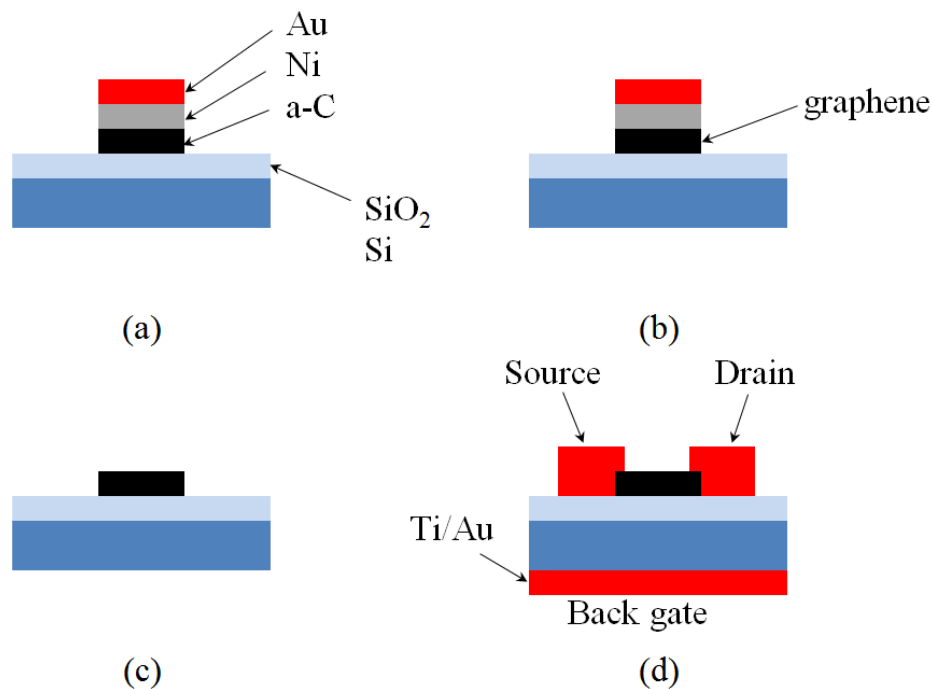 Au
Ni
a-C
SiO₂
Si
(a)
graphene
(b)
(c)
Source
Drain
Ti/Au
Back gate
(d)